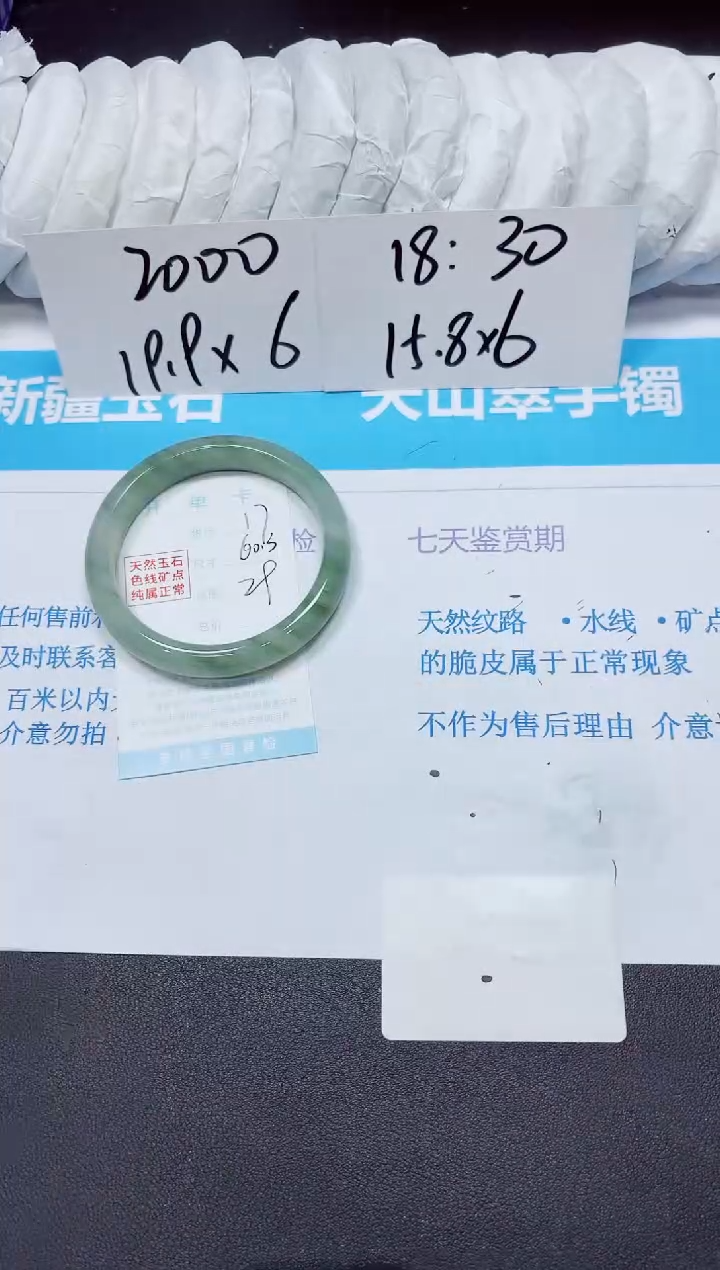 2000
19.9x6
18:30
15.8x6
新疆玉石
天山翠手镯
17
60.5
29
天然玉石
色线矿点
纯属正常
检
任何售前
及时联系客
百米以内
介意勿拍
七天鉴赏期
天然纹路 •水线 •矿点
的脆皮属于正常现象
不作为售后理由 介意